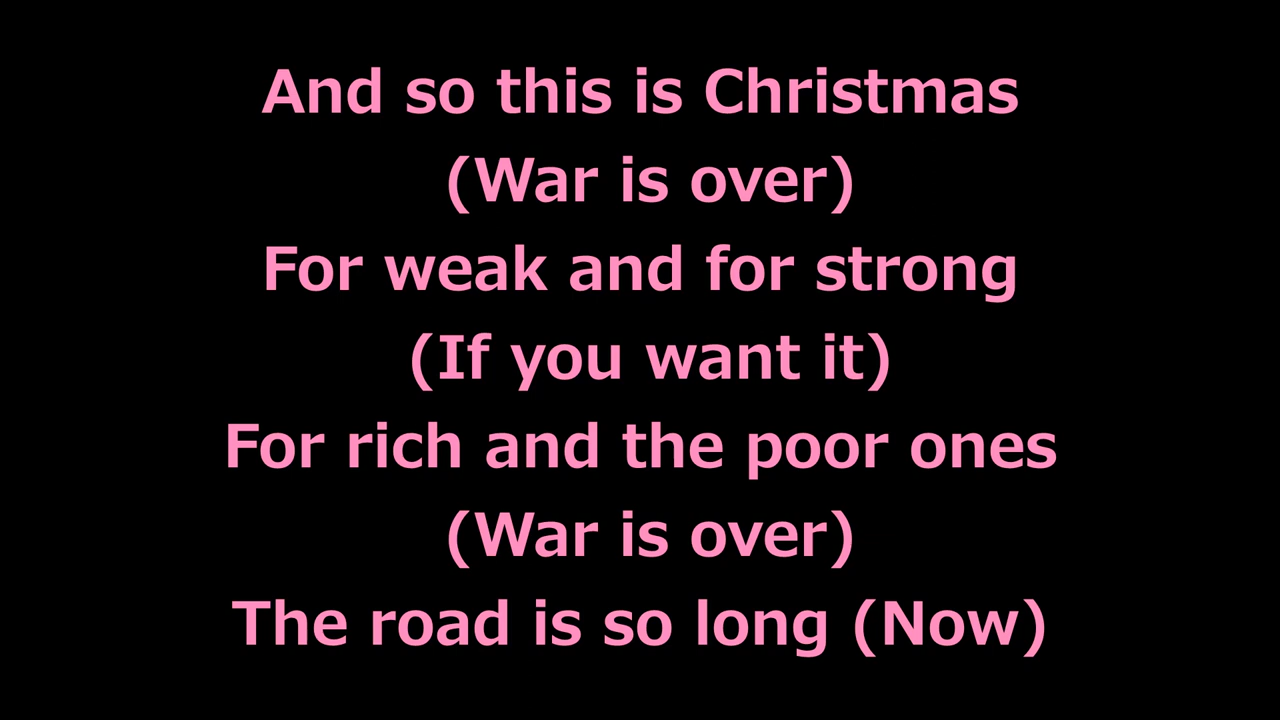 And so this is Christmas
(War is over)
For weak and for strong
(If you want it)
For rich and the poor ones
(War is over)
The road is so long (Now)